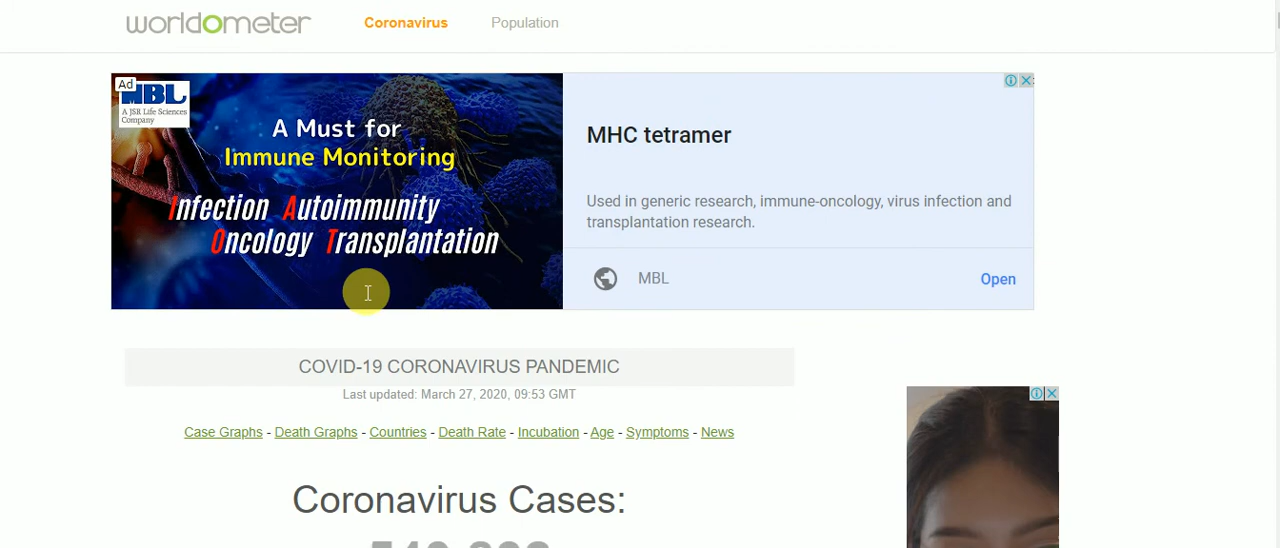 worldometer
Coronavirus Population
Ad
MBL
A JSR Life Sciences
Company
A Must for
Immune Monitoring
Infection Autoimmunity
Oncology Transplantation
MHC tetramer
Used in generic research, immune-oncology, virus infection and
transplantation research.
MBL
Open
COVID-19 CORONAVIRUS PANDEMIC
Last updated: March 27, 2020, 09:53 GMT
Case Graphs - Death Graphs - Countries - Death Rate - Incubation - Age - Symptoms - News
Coronavirus Cases: